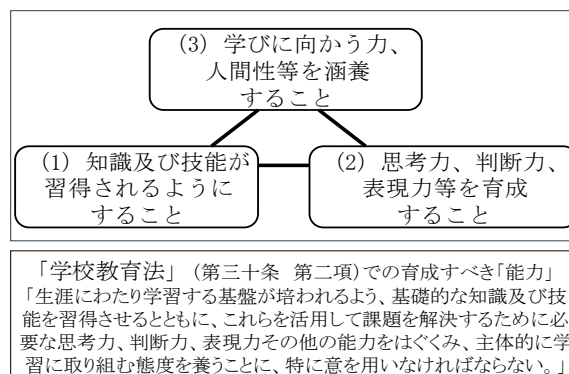 (3) 学びに向かう力、
人間性等を涵養
すること
(1) 知識及び技能が
習得されるように
すること
(2) 思考力、判断力、
表現力等を育成
すること
「学校教育法」(第三十条 第二項)での育成すべき「能力」
「生涯にわたり学習する基盤が培われるよう、基礎的な知識及び技
能を習得させるとともに、これらを活用して課題を解決するために必
要な思考力、判断力、表現力その他の能力をはぐくみ、主体的に学
習に取り組む態度を養うことに、特に意を用いなければならない。」